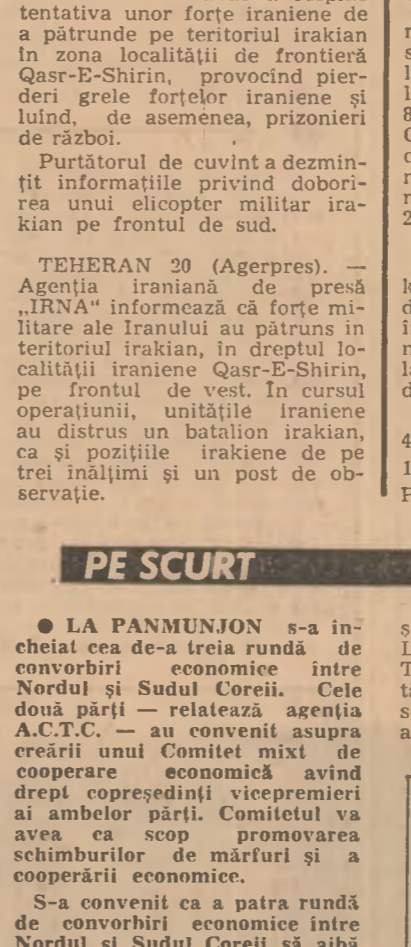 tentativa unor forțe iraniene de
a pătrunde pe teritoriul irakian
în zona localității de frontieră
Qasr-E-Shirin, provocînd pier-
deri grele forțelor iraniene și
luînd, de asemenea, prizonieri
de război.
Purtătorul de cuvînt a dezmin-
țit informațiile privind doborî-
rea unui elicopter militar ira-
kian pe frontul de sud.
TEHERAN 20 (Agerpres). —
Agenția iraniană de presă
„IRNA“ informează că forțe mi-
litare ale Iranului au pătruns în
teritoriul irakian, în dreptul lo-
calității iraniene Qasr-E-Shirin,
pe frontul de vest. În cursul
operațiunii, unitățile iraniene
au distrus un batalion irakian,
ca și pozițiile irakiene de pe
trei înălțimi și un post de ob-
servație.
PE SCURT
● LA PANMUNJON s-a în-
cheiat cea de-a treia rundă de
convorbiri economice între
Nordul și Sudul Coreii. Cele
două părți — relatează agenția
A.C.T.C. — au convenit asupra
creării unui Comitet mixt de
cooperare economică avînd
drept copreședinți vicepremieri
ai ambelor părți. Comitetul va
avea ca scop promovarea
schimburilor de mărfuri și a
cooperării economice.
S-a convenit ca a patra rundă
de convorbiri economice între
Nordul și Sudul Coreii să aibă